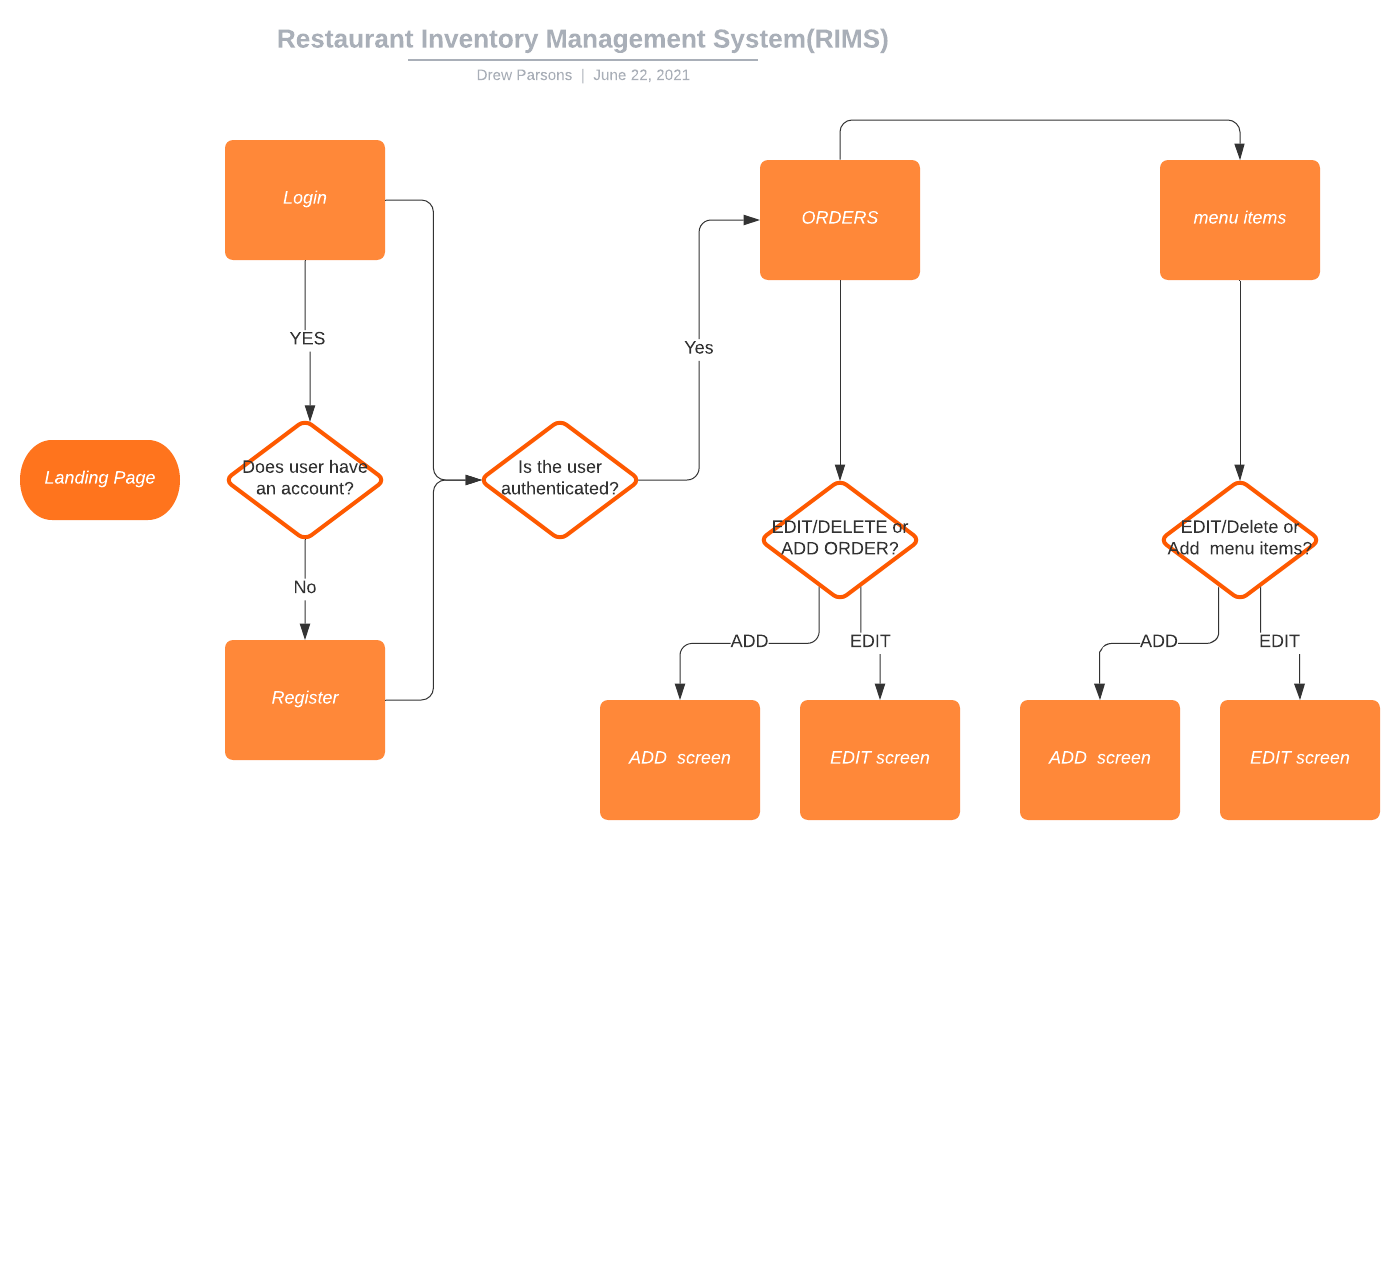 Restaurant Inventory Management System(RIMS)
Drew Parsons | June 22, 2021
Login
ORDERS
menu items
YES
Yes
Landing Page
Does user have
an account?
Is the user
authenticated?
EDIT/DELETE or
ADD ORDER?
EDIT/Delete or
Add  menu items?
No
ADD
EDIT
ADD
EDIT
Register
ADD  screen
EDIT screen
ADD  screen
EDIT screen